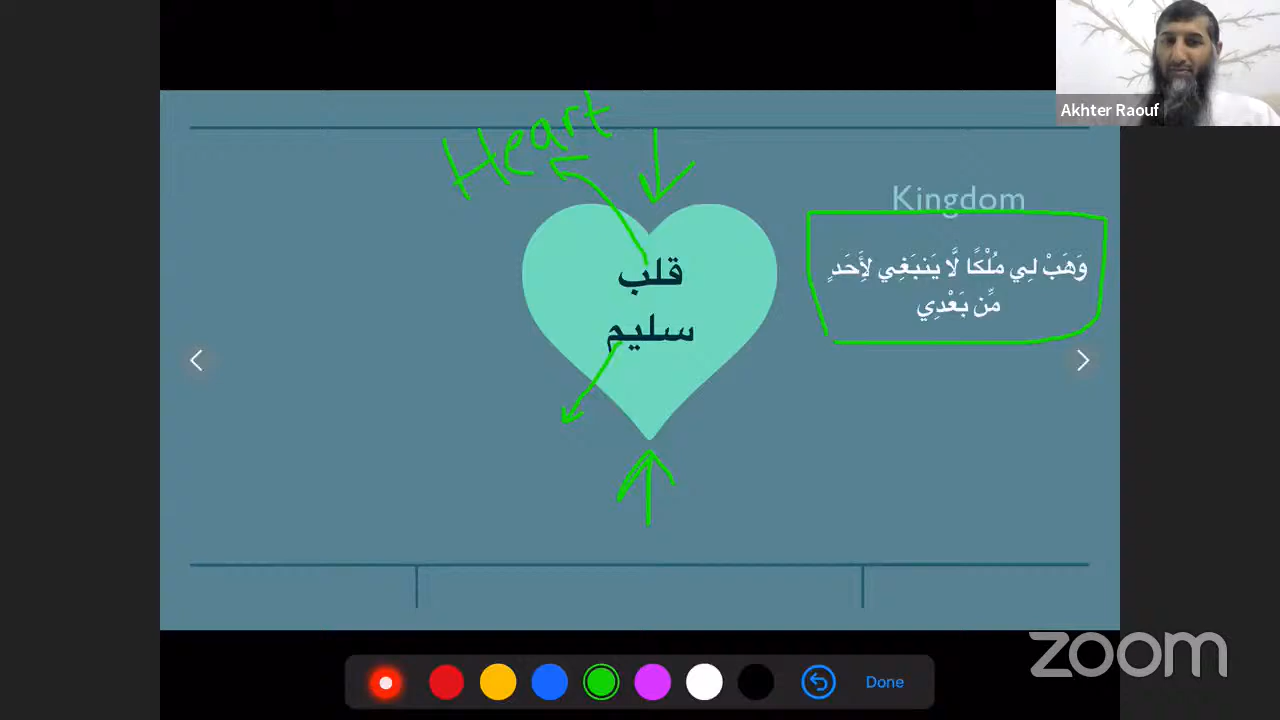 Akhter Raouf
Heart
Kingdom
قلب
سليم
وَهَبْ لِي مُلْكًا لَّا يَنبَغِي لِأَحَدٍ
مِّن بَعْدِي
Done
zoom